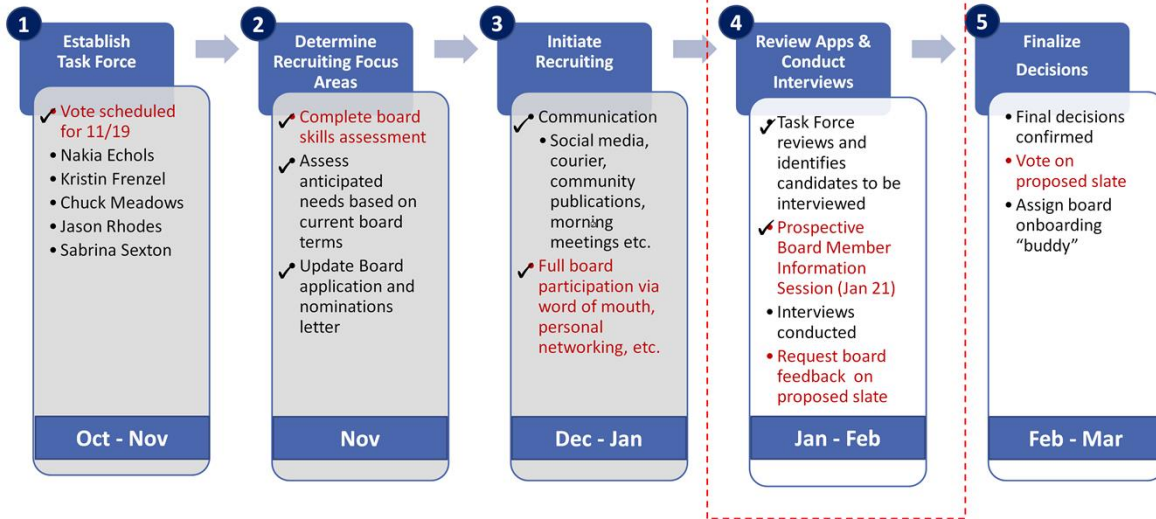 1
Establish
Task Force
✓• Vote scheduled
for 11/19
• Nakia Echols
• Kristin Frenzel
• Chuck Meadows
• Jason Rhodes
• Sabrina Sexton
Oct - Nov
2
Determine
Recruiting Focus
Areas
✓• Complete board
skills assessment
✓• Assess
anticipated
needs based on
current board
terms
✓• Update Board
application and
nominations
letter
Nov
3
Initiate
Recruiting
✓• Communication
• Social media,
courier,
community
publications,
morning
meetings etc.
✓• Full board
participation via
word of mouth,
personal
networking, etc.
Dec - Jan
4
Review Apps &
Conduct
Interviews
✓• Task Force
reviews and
identifies
candidates to be
interviewed
✓• Prospective
Board Member
Information
Session (Jan 21)
• Interviews
conducted
• Request board
feedback on
proposed slate
Jan - Feb
5
Finalize
Decisions
• Final decisions
confirmed
• Vote on
proposed slate
• Assign board
onboarding
“buddy”
Feb - Mar